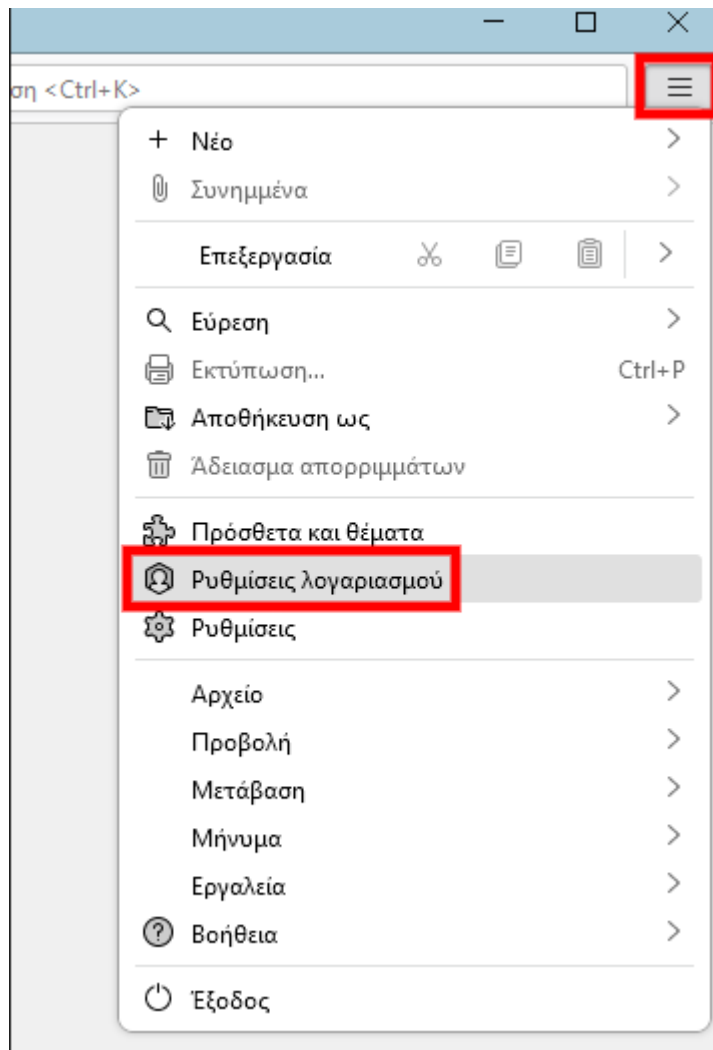 ση <Ctrl+K>
Νέο
Συνημμένα
Επεξεργασία
Εύρεση
Εκτύπωση... Ctrl+P
Αποθήκευση ως
Άδειασμα απορριμμάτων
Πρόσθετα και θέματα
Ρυθμίσεις λογαριασμού
Ρυθμίσεις
Αρχείο
Προβολή
Μετάβαση
Μήνυμα
Εργαλεία
Βοήθεια
Έξοδος